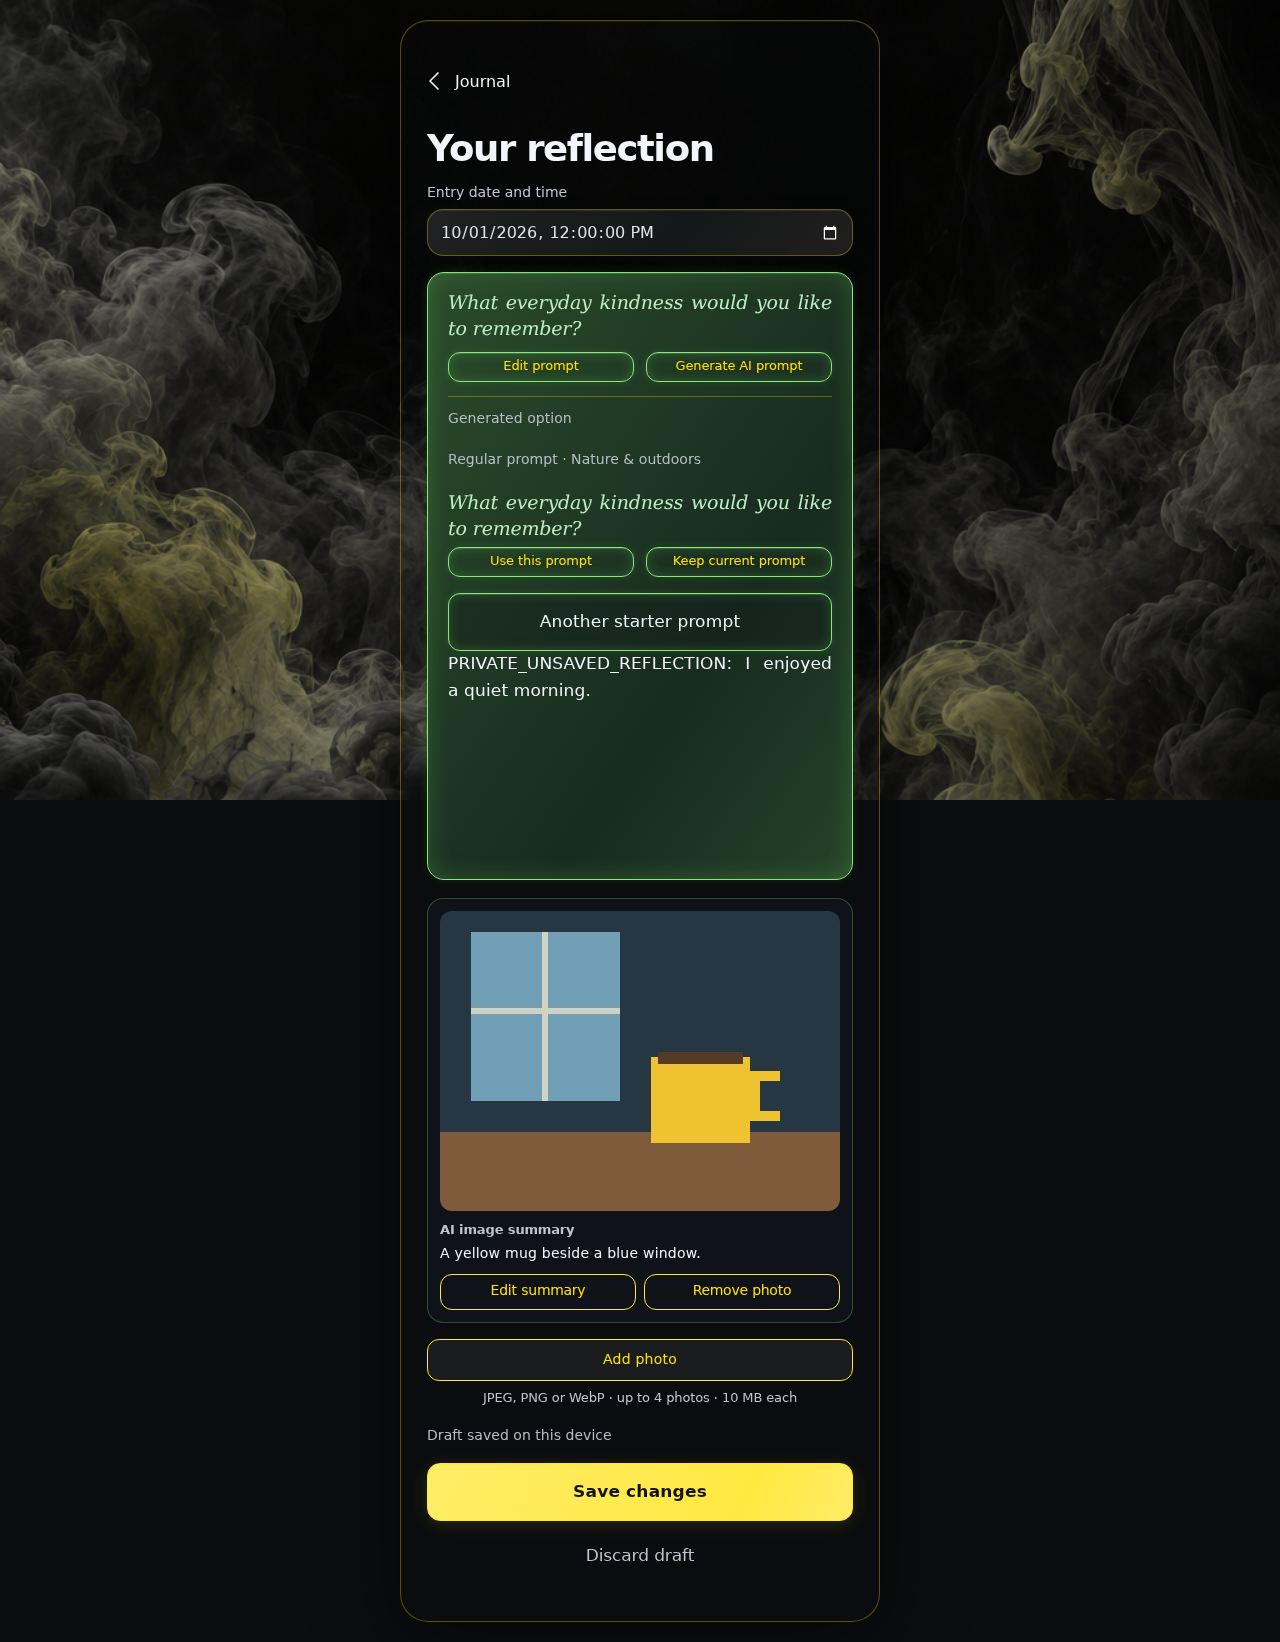 Journal
Your reflection
Entry date and time
10/01/2026, 12:00:00 PM
What everyday kindness would you like
to remember?
Edit prompt
Generate AI prompt
Generated option
Regular prompt · Nature & outdoors
What everyday kindness would you like
to remember?
Use this prompt
Keep current prompt
Another starter prompt
PRIVATE_UNSAVED_REFLECTION: I enjoyed
a quiet morning.
AI image summary
A yellow mug beside a blue window.
Edit summary
Remove photo
Add photo
JPEG, PNG or WebP · up to 4 photos · 10 MB each
Draft saved on this device
Save changes
Discard draft